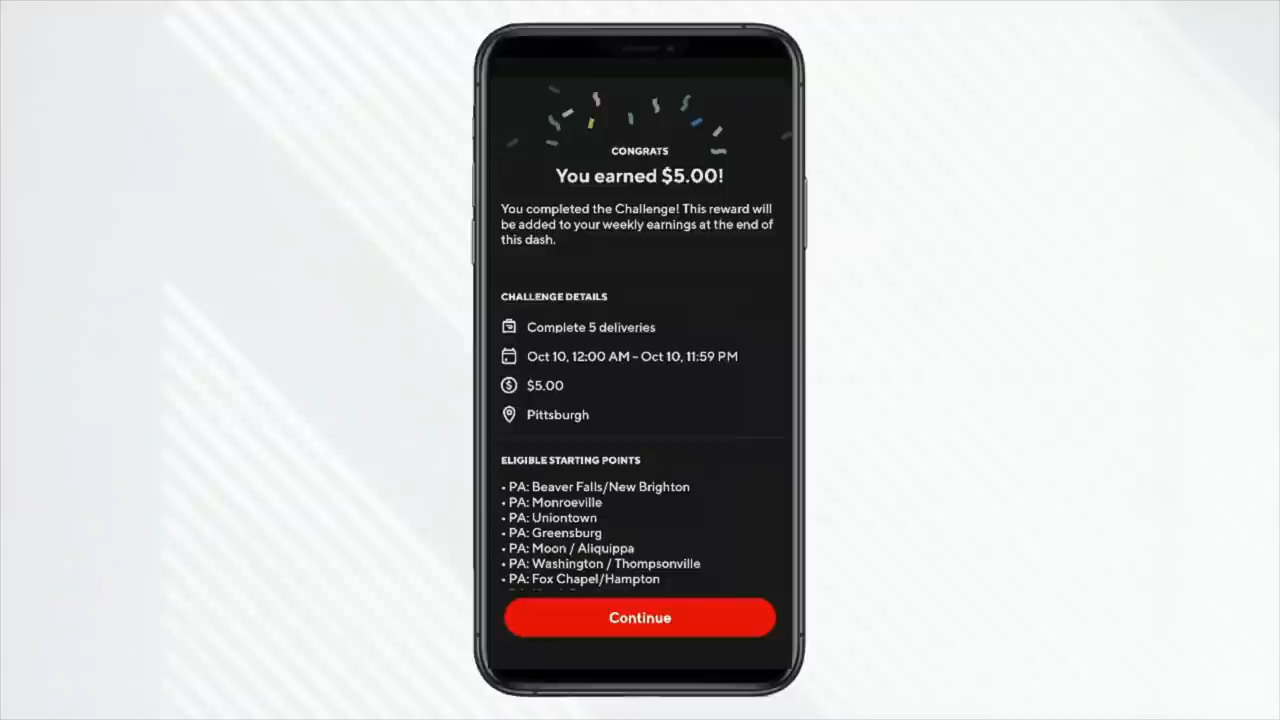 CONGRATS
You earned $5.00!
You completed the Challenge! This reward will
be added to your weekly earnings at the end of
this dash.
CHALLENGE DETAILS
Complete 5 deliveries
Oct 10, 12:00 AM - Oct 10, 11:59 PM
$5.00
Pittsburgh
ELIGIBLE STARTING POINTS
• PA: Beaver Falls/New Brighton
• PA: Monroeville
• PA: Uniontown
• PA: Greensburg
• PA: Moon / Aliquippa
• PA: Washington / Thompsonville
• PA: Fox Chapel/Hampton
Continue